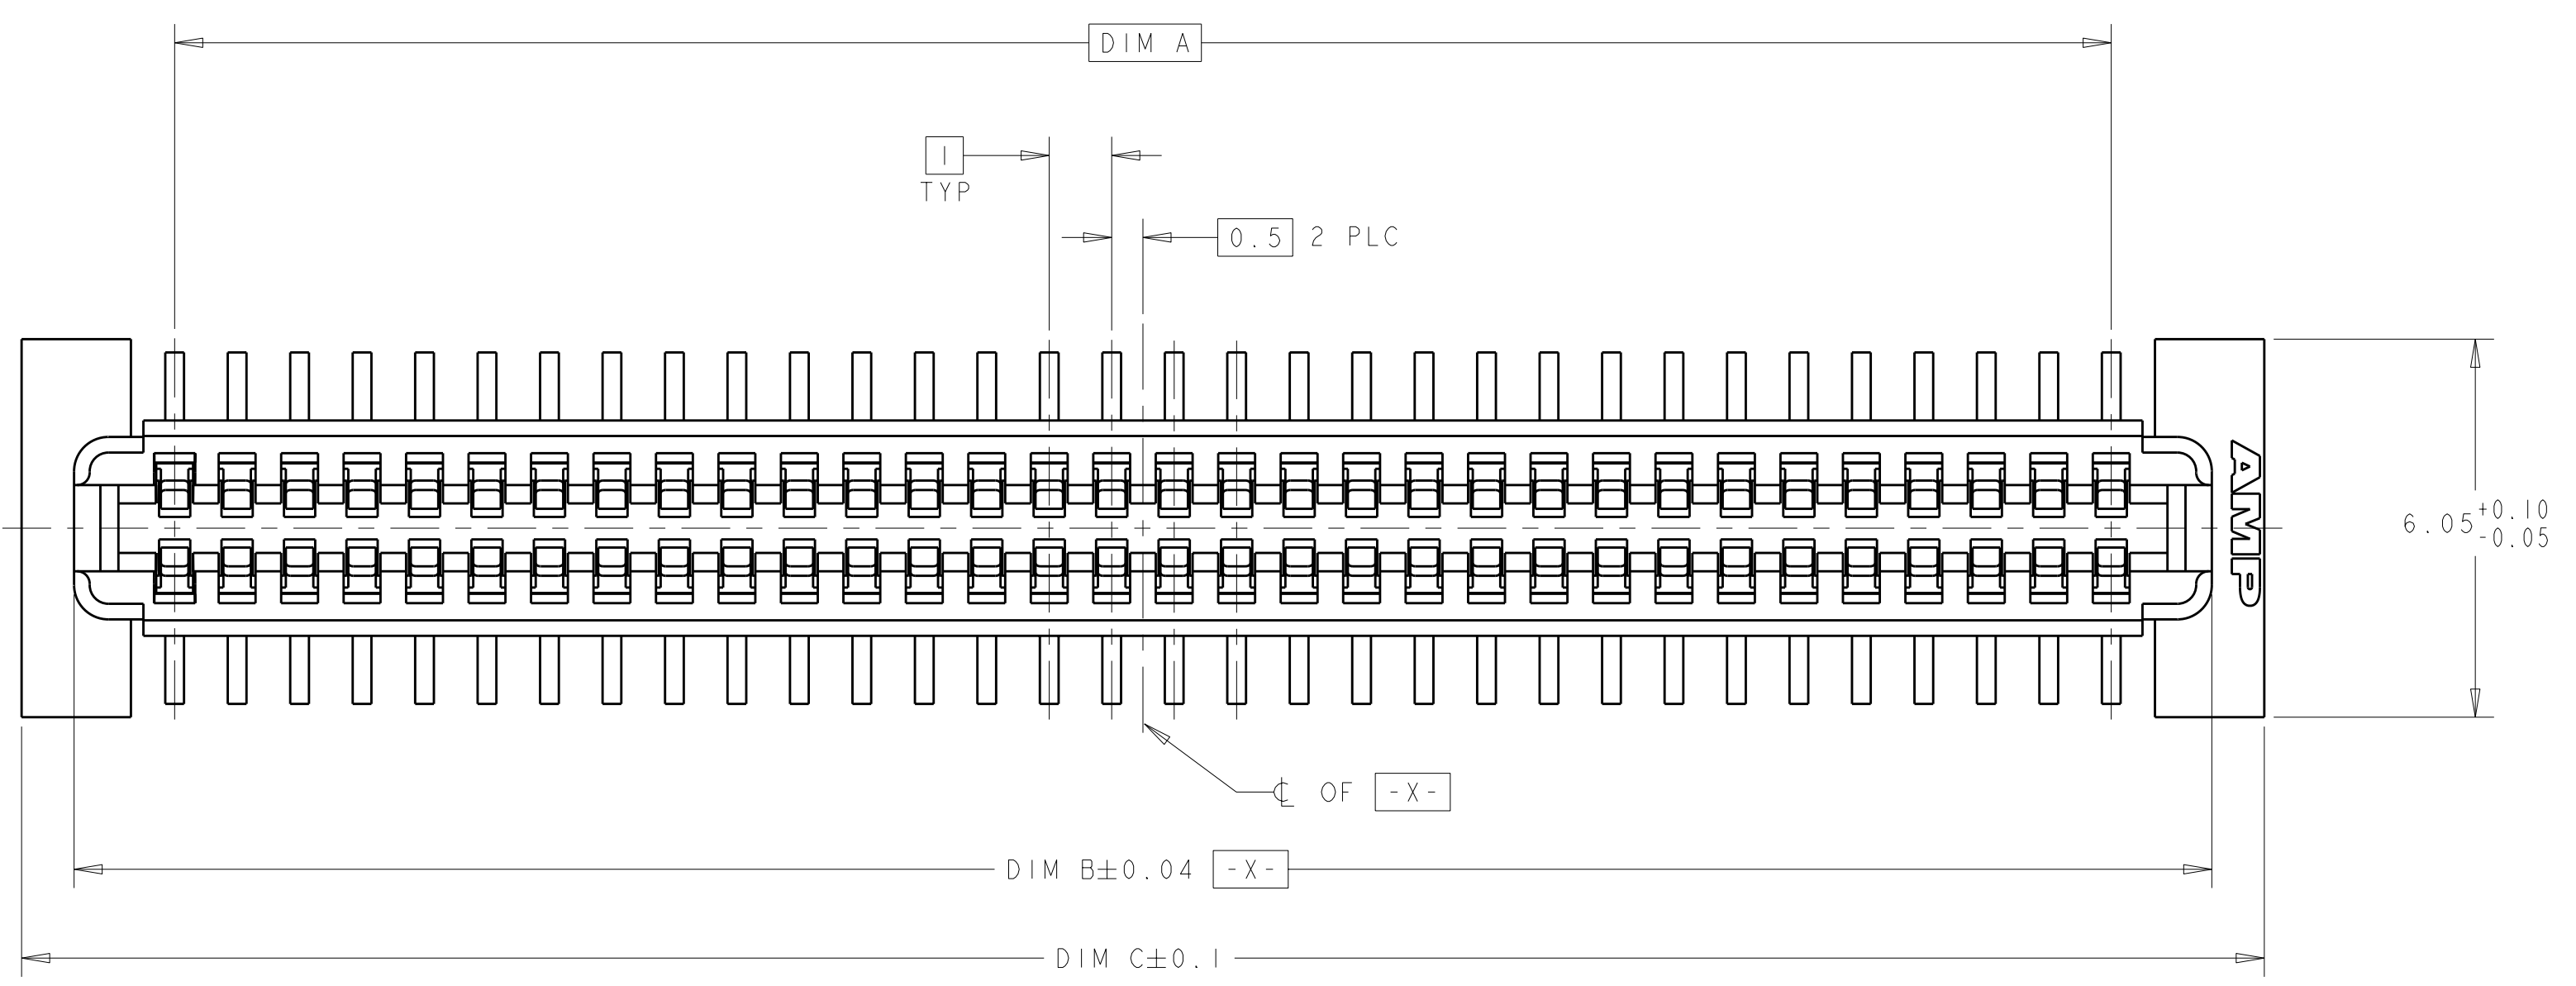 DIM A
1
TYP
0.5 2 PLC
AMP
6.05 +0.10
-0.05
℄ OF -X-
DIM B±0.04 -X-
DIM C±0.1